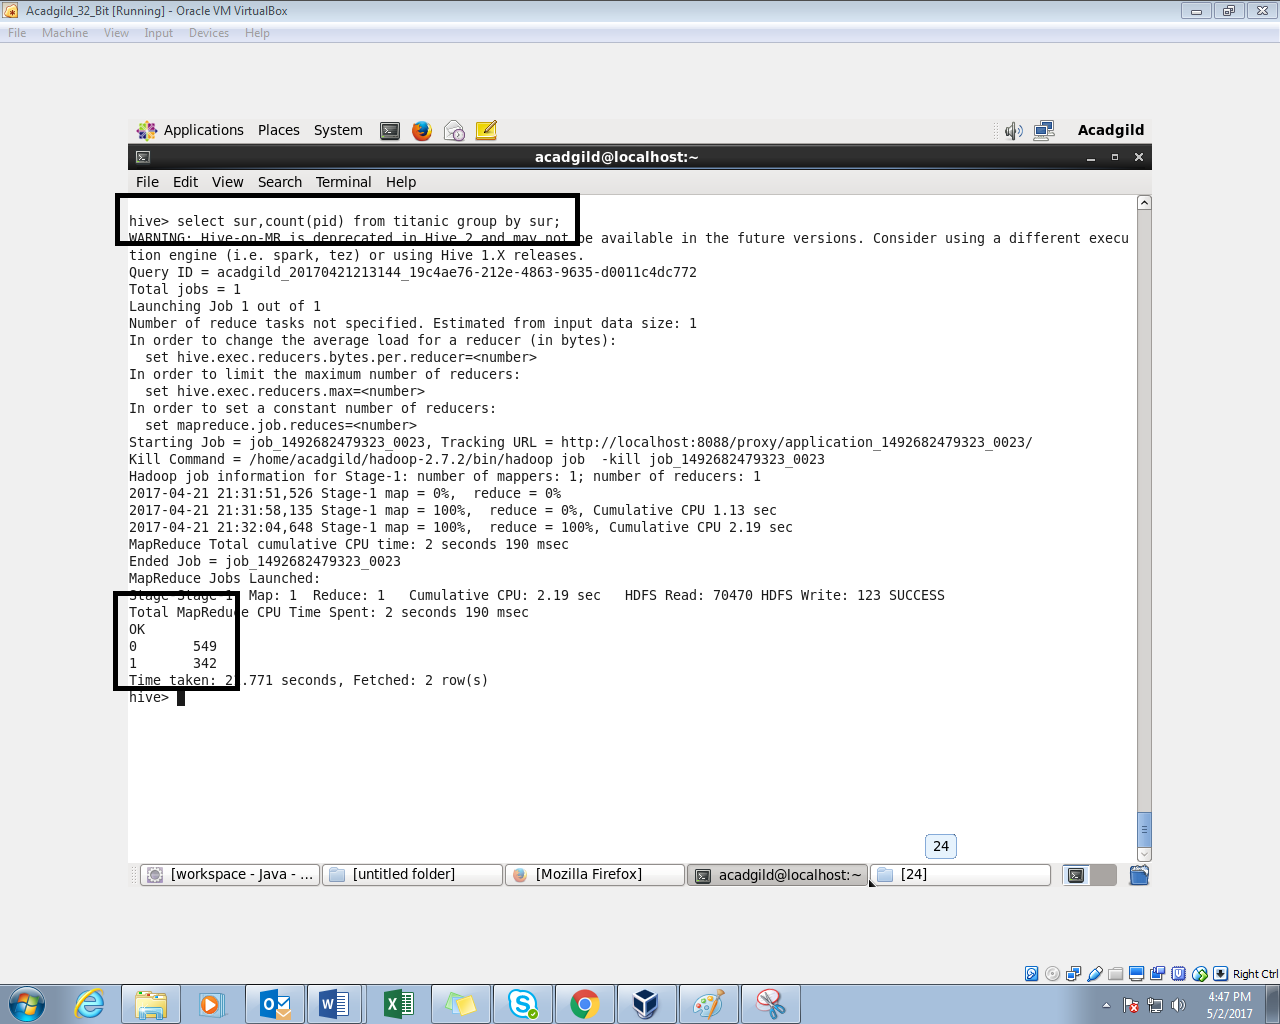 Acadgild_32_Bit [Running] - Oracle VM VirtualBox
File Machine View Input Devices Help
Applications Places System Acadgild
acadgild@localhost:~
File Edit View Search Terminal Help
hive> select sur,count(pid) from titanic group by sur;
WARNING: Hive-on-MR is deprecated in Hive 2 and may not be available in the future versions. Consider using a different execu
tion engine (i.e. spark, tez) or using Hive 1.X releases.
Query ID = acadgild_20170421213144_19c4ae76-212e-4863-9635-d0011c4dc772
Total jobs = 1
Launching Job 1 out of 1
Number of reduce tasks not specified. Estimated from input data size: 1
In order to change the average load for a reducer (in bytes):
  set hive.exec.reducers.bytes.per.reducer=<number>
In order to limit the maximum number of reducers:
  set hive.exec.reducers.max=<number>
In order to set a constant number of reducers:
  set mapreduce.job.reduces=<number>
Starting Job = job_1492682479323_0023, Tracking URL = http://localhost:8088/proxy/application_1492682479323_0023/
Kill Command = /home/acadgild/hadoop-2.7.2/bin/hadoop job  -kill job_1492682479323_0023
Hadoop job information for Stage-1: number of mappers: 1; number of reducers: 1
2017-04-21 21:31:51,526 Stage-1 map = 0%,  reduce = 0%
2017-04-21 21:31:58,135 Stage-1 map = 100%,  reduce = 0%, Cumulative CPU 1.13 sec
2017-04-21 21:32:04,648 Stage-1 map = 100%,  reduce = 100%, Cumulative CPU 2.19 sec
MapReduce Total cumulative CPU time: 2 seconds 190 msec
Ended Job = job_1492682479323_0023
MapReduce Jobs Launched:
Stage-Stage-1: Map: 1  Reduce: 1   Cumulative CPU: 2.19 sec   HDFS Read: 70470 HDFS Write: 123 SUCCESS
Total MapReduce CPU Time Spent: 2 seconds 190 msec
OK
0       549
1       342
Time taken: .771 seconds, Fetched: 2 row(s)
hive>
24
[workspace - Java - ... [untitled folder] [Mozilla Firefox] acadgild@localhost:~ [24]
Right Ctrl
4:47 PM
5/2/2017